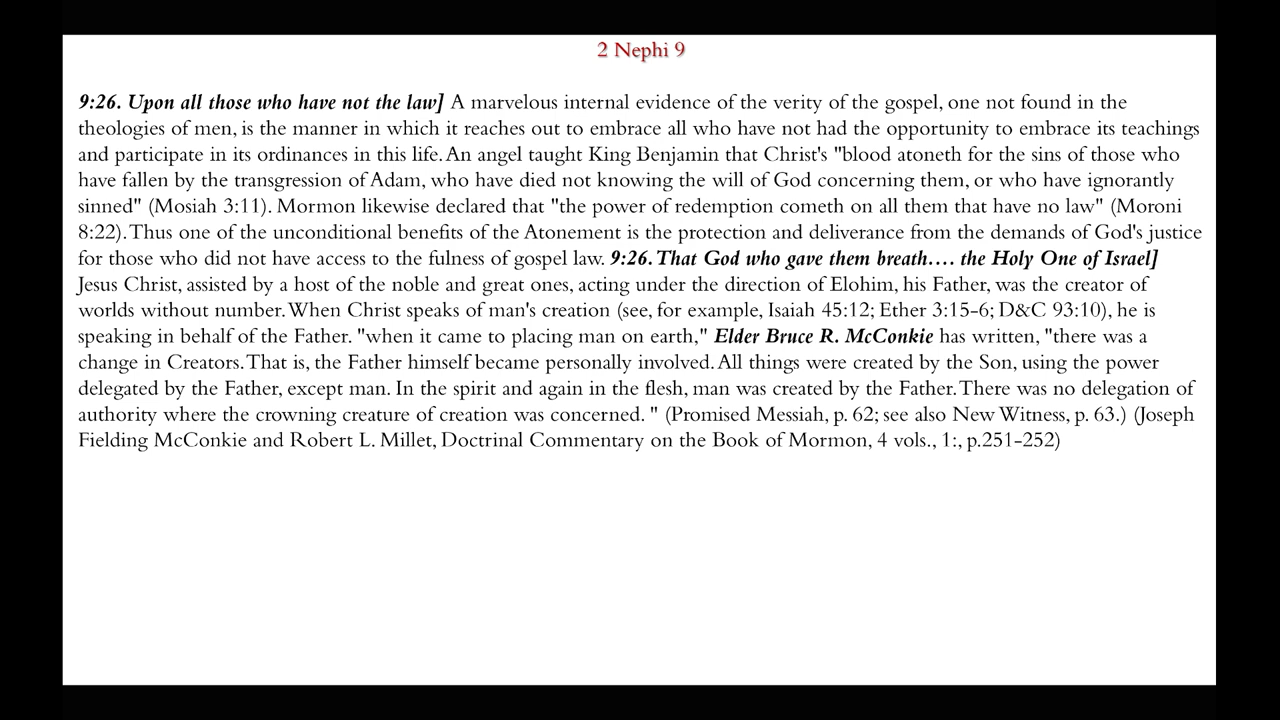 2 Nephi 9
9:26. Upon all those who have not the law] A marvelous internal evidence of the verity of the gospel, one not found in the
theologies of men, is the manner in which it reaches out to embrace all who have not had the opportunity to embrace its teachings
and participate in its ordinances in this life. An angel taught King Benjamin that Christ's "blood atoneth for the sins of those who
have fallen by the transgression of Adam, who have died not knowing the will of God concerning them, or who have ignorantly
sinned" (Mosiah 3:11). Mormon likewise declared that "the power of redemption cometh on all them that have no law" (Moroni
8:22). Thus one of the unconditional benefits of the Atonement is the protection and deliverance from the demands of God's justice
for those who did not have access to the fulness of gospel law. 9:26. That God who gave them breath…. the Holy One of Israel]
Jesus Christ, assisted by a host of the noble and great ones, acting under the direction of Elohim, his Father, was the creator of
worlds without number. When Christ speaks of man's creation (see, for example, Isaiah 45:12; Ether 3:15-6; D&C 93:10), he is
speaking in behalf of the Father. "when it came to placing man on earth," Elder Bruce R. McConkie has written, "there was a
change in Creators. That is, the Father himself became personally involved. All things were created by the Son, using the power
delegated by the Father, except man. In the spirit and again in the flesh, man was created by the Father. There was no delegation of
authority where the crowning creature of creation was concerned. " (Promised Messiah, p. 62; see also New Witness, p. 63.) (Joseph
Fielding McConkie and Robert L. Millet, Doctrinal Commentary on the Book of Mormon, 4 vols., 1:, p.251-252)